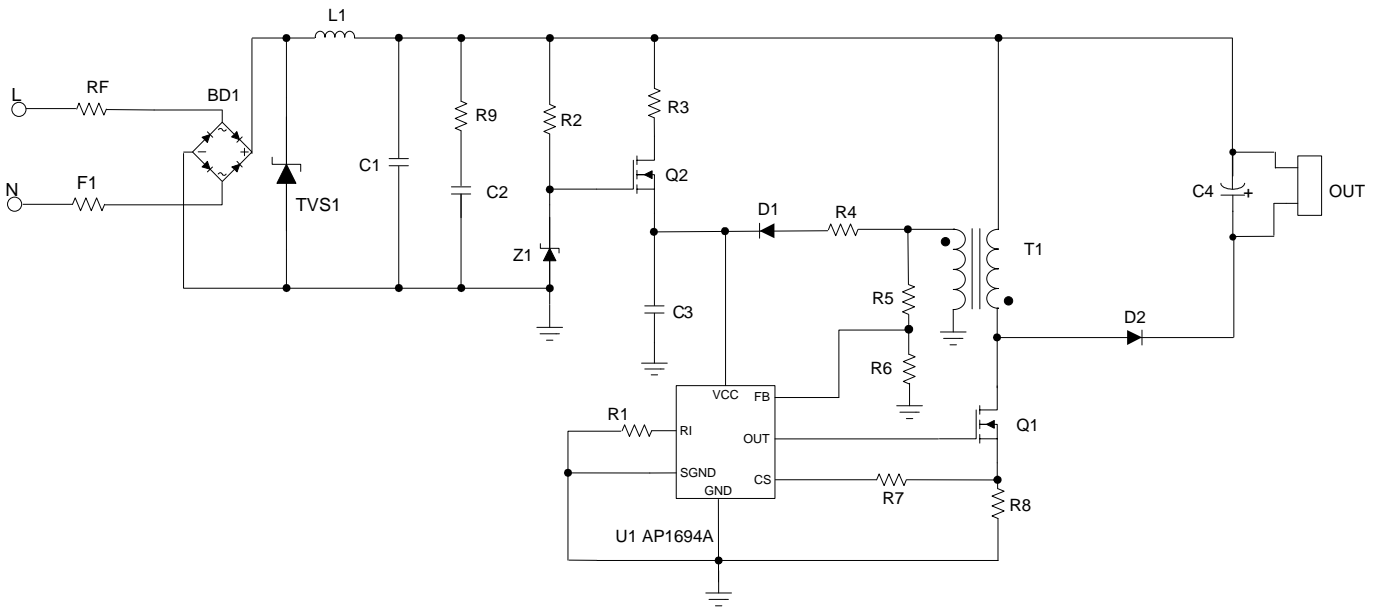 L1
L
RF
BD1
~
- +
~
N
F1
TVS1
C1
R9
C2
R2
Z1
R3
Q2
C3
D1
R4
R5
R6
T1
D2
C4
+
OUT
R1
VCC
FB
RI
OUT
SGND
CS
GND
U1 AP1694A
Q1
R7
R8